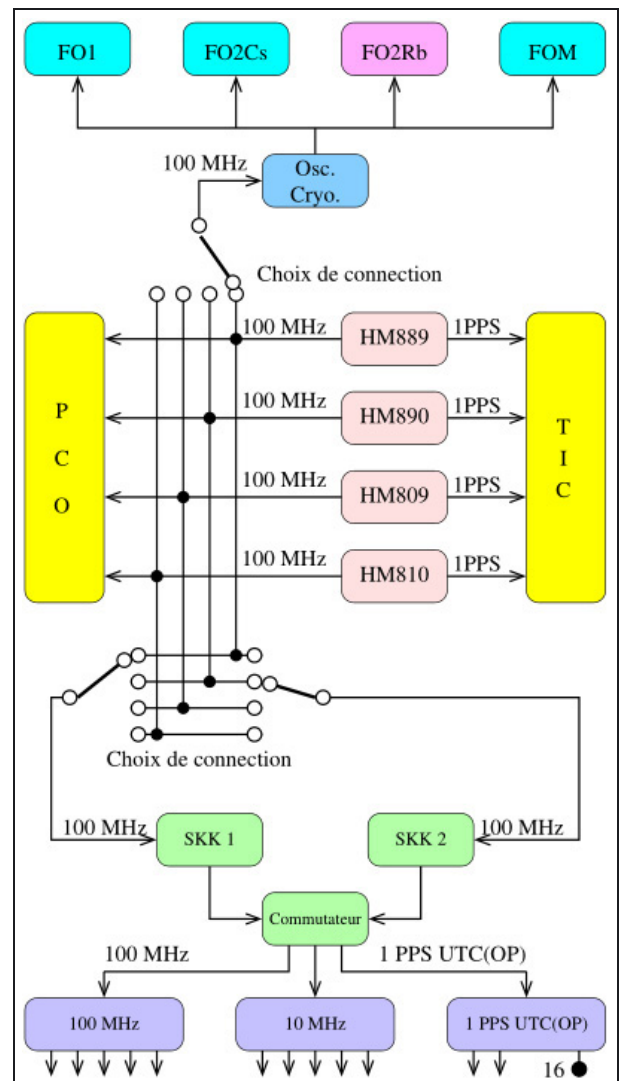 FO1 FO2Cs FO2Rb FOM
100 MHz
Osc.
Cryo.
Choix de connection
100 MHz HM889 1PPS
100 MHz HM890 1PPS
100 MHz HM809 1PPS
100 MHz HM810 1PPS
P
C
O
T
I
C
Choix de connection
100 MHz SKK 1 SKK 2 100 MHz
Commutateur
100 MHz 1 PPS UTC(OP)
100 MHz 10 MHz 1 PPS UTC(OP)
16